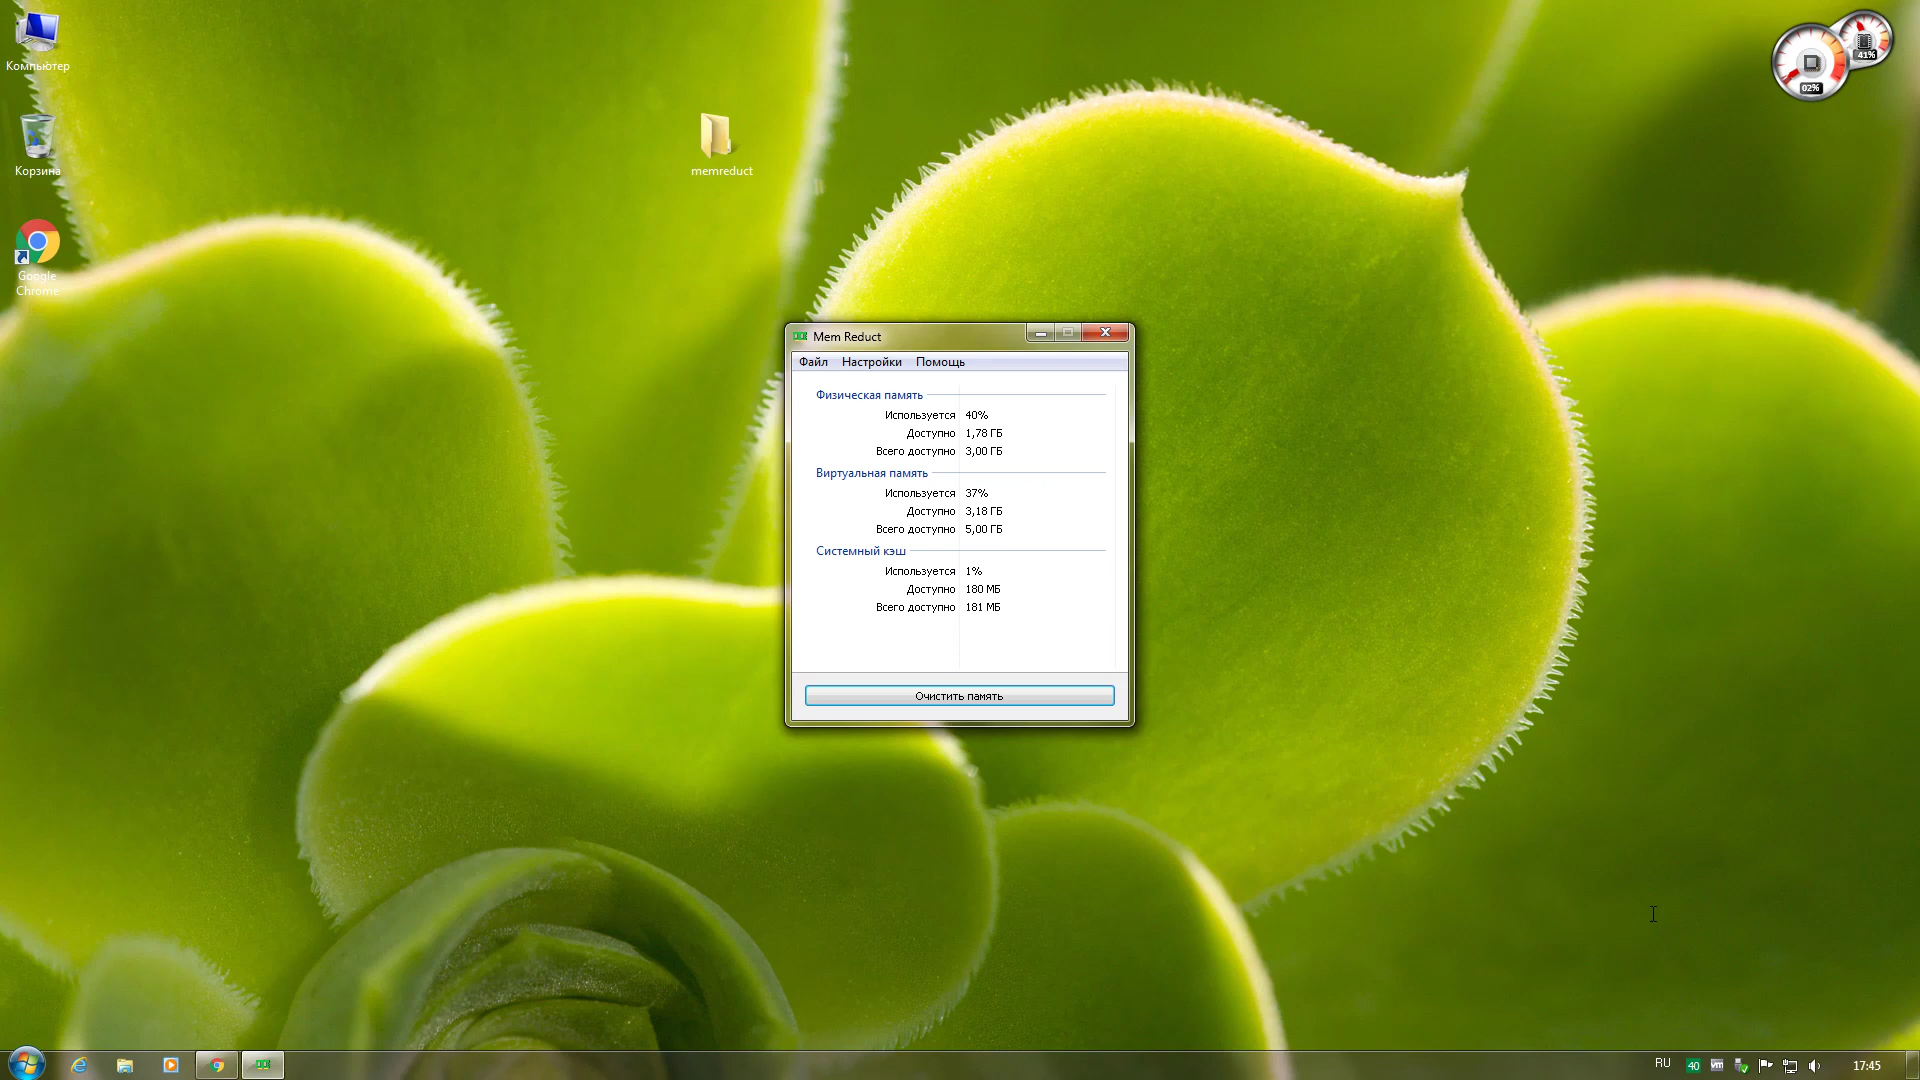 Компьютер
Корзина
Google
Chrome
memreduct
41%
02%
Mem Reduct
Файл Настройки Помощь
Физическая память
Используется 40%
Доступно 1,78 ГБ
Всего доступно 3,00 ГБ
Виртуальная память
Используется 37%
Доступно 3,18 ГБ
Всего доступно 5,00 ГБ
Системный кэш
Используется 1%
Доступно 180 МБ
Всего доступно 181 МБ
Очистить память
RU 40 vm 17:45